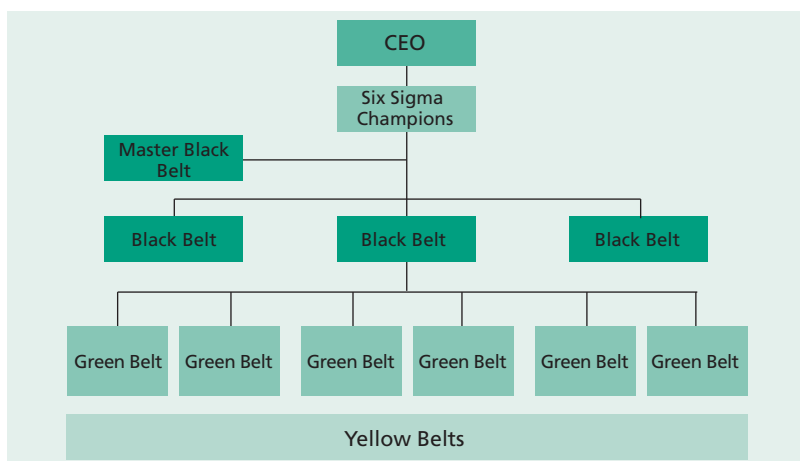 CEO
Six Sigma
Champions
Master Black
Belt
Black Belt
Black Belt
Black Belt
Green Belt
Green Belt
Green Belt
Green Belt
Green Belt
Green Belt
Yellow Belts